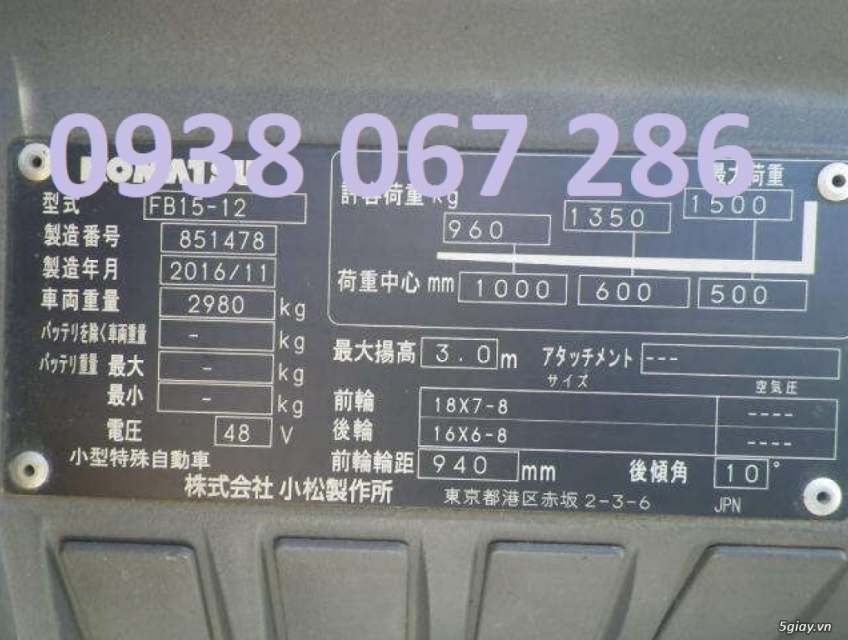 0938 067 286
KOMATSU
型式 FB15-12
製造番号 851478
製造年月 2016/11
車両重量 2980 kg
バッテリを除く車両重量 - kg
バッテリ重量 最大 - kg
最小 - kg
電圧 48 V
小型特殊自動車
株式会社 小松製作所
最大荷重
許容荷重 kg 960 1350 1500
荷重中心 mm 1000 600 500
最大揚高 3.0 m アタッチメント ---
サイズ 空気圧
前輪 18X7-8 ----
後輪 16X6-8 ----
前輪輪距 940 mm 後傾角 10°
東京都港区赤坂 2-3-6 JPN
5giay.vn